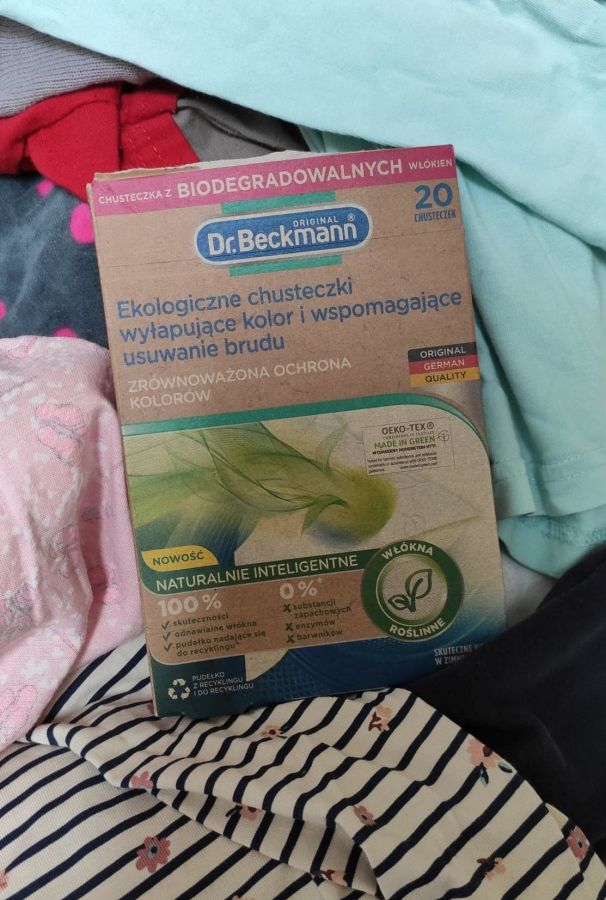 CHUSTECZKA Z BIODEGRADOWALNYCH WŁÓKIEN
20
CHUSTECZEK
ORIGINAL
Dr.Beckmann®
Ekologiczne chusteczki
wyłapujące kolor i wspomagające
usuwanie brudu
ZRÓWNOWAŻONA OCHRONA
KOLORÓW
ORIGINAL
GERMAN
QUALITY
OEKO-TEX®
MADE IN GREEN
NOWOŚĆ
NATURALNIE INTELIGENTNE
WŁÓKNA
ROŚLINNE
100%
✓ skuteczności
✓ odnawialne włókna
✓ pudełko nadające się
do recyklingu
0%*
✗ substancji
zapachowych
✗ enzymów
✗ barwników
PUDEŁKO
Z RECYKLINGU
I DO RECYKLINGU
SKUTECZNE
W